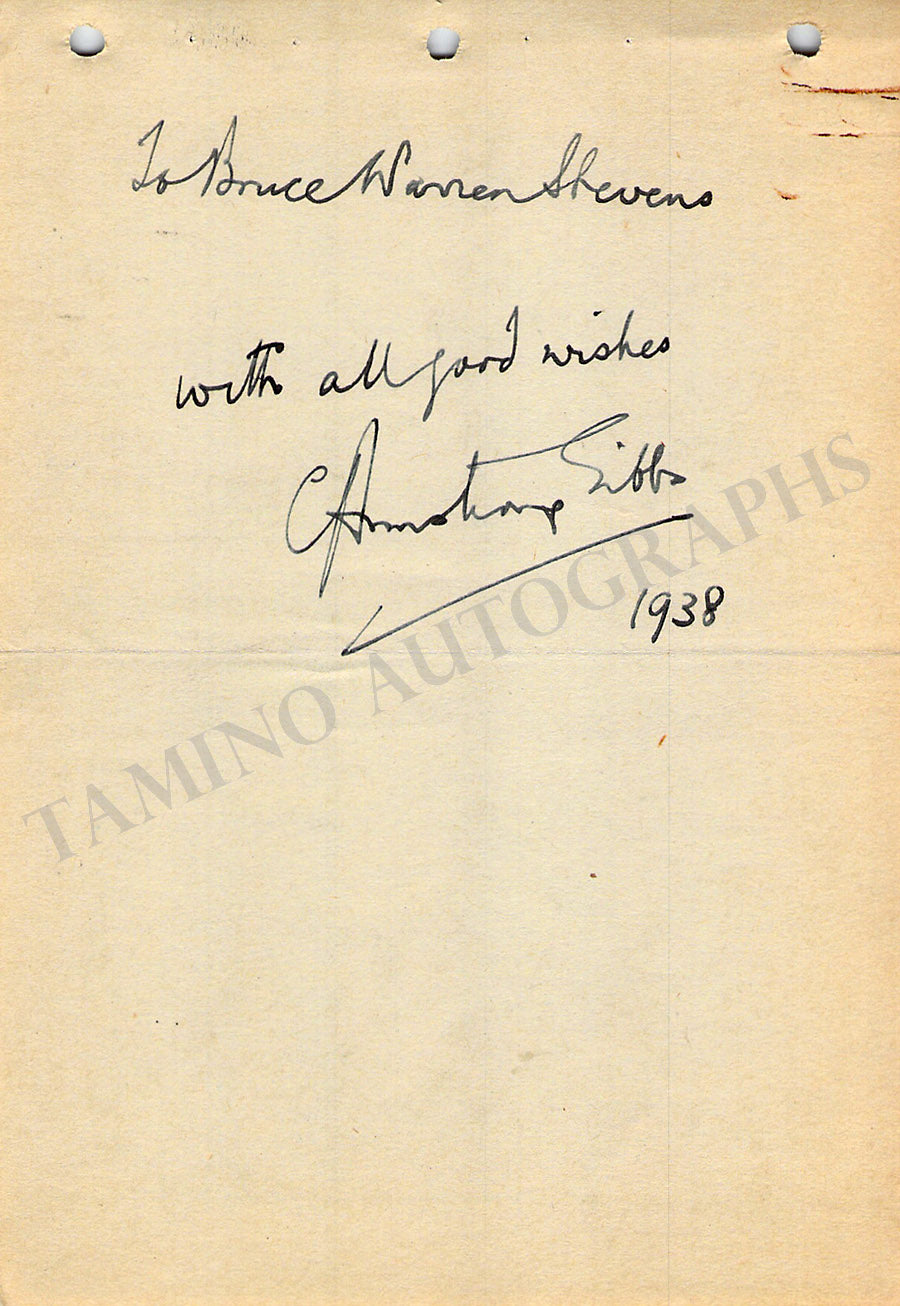 To Bruce Warren Stevens
with all good wishes
C Armstrong Gibbs
1938
TAMINO AUTOGRAPHS